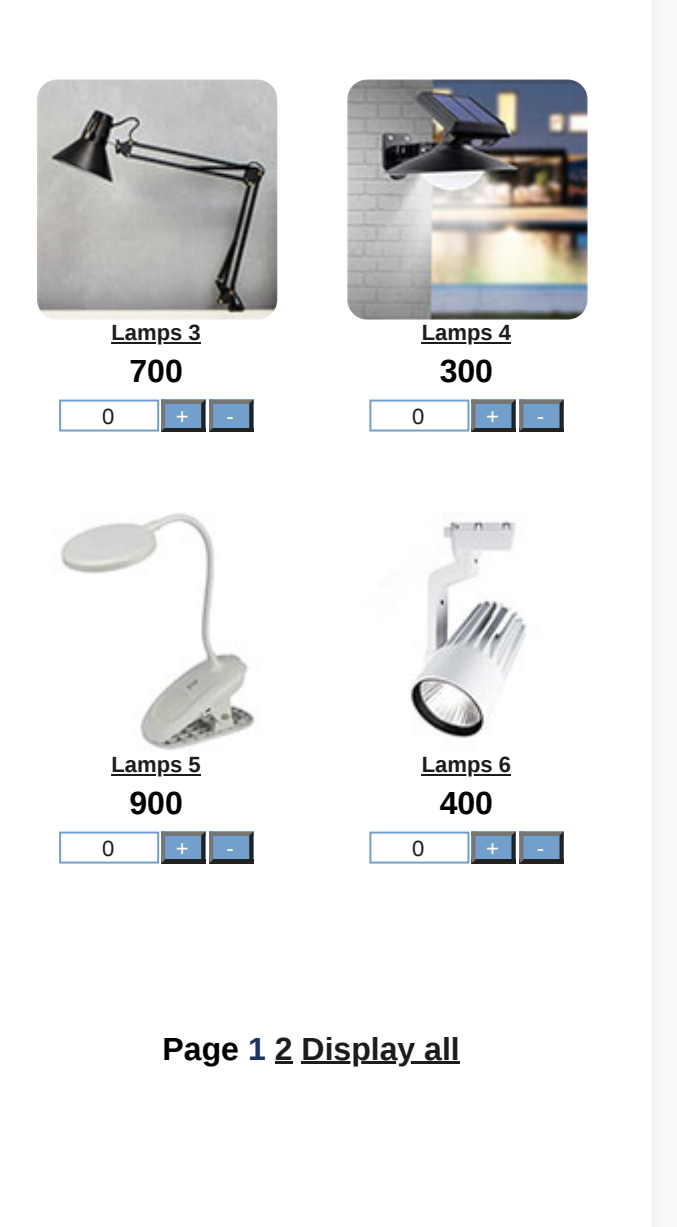 Lamps 3
Lamps 4
700
300
0 + -
0 + -
Lamps 5
Lamps 6
900
400
0 + -
0 + -
Page 1 2 Display all